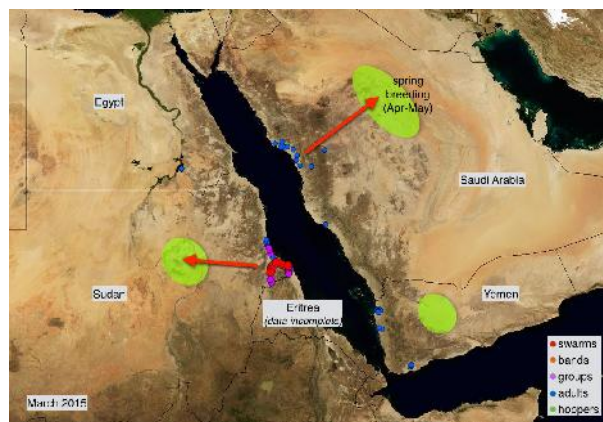 spring
breeding
(Apr-May)
Egypt
Saudi Arabia
Sudan
Eritrea
(data incomplete)
Yemen
swarms
bands
groups
adults
hoppers
March 2015